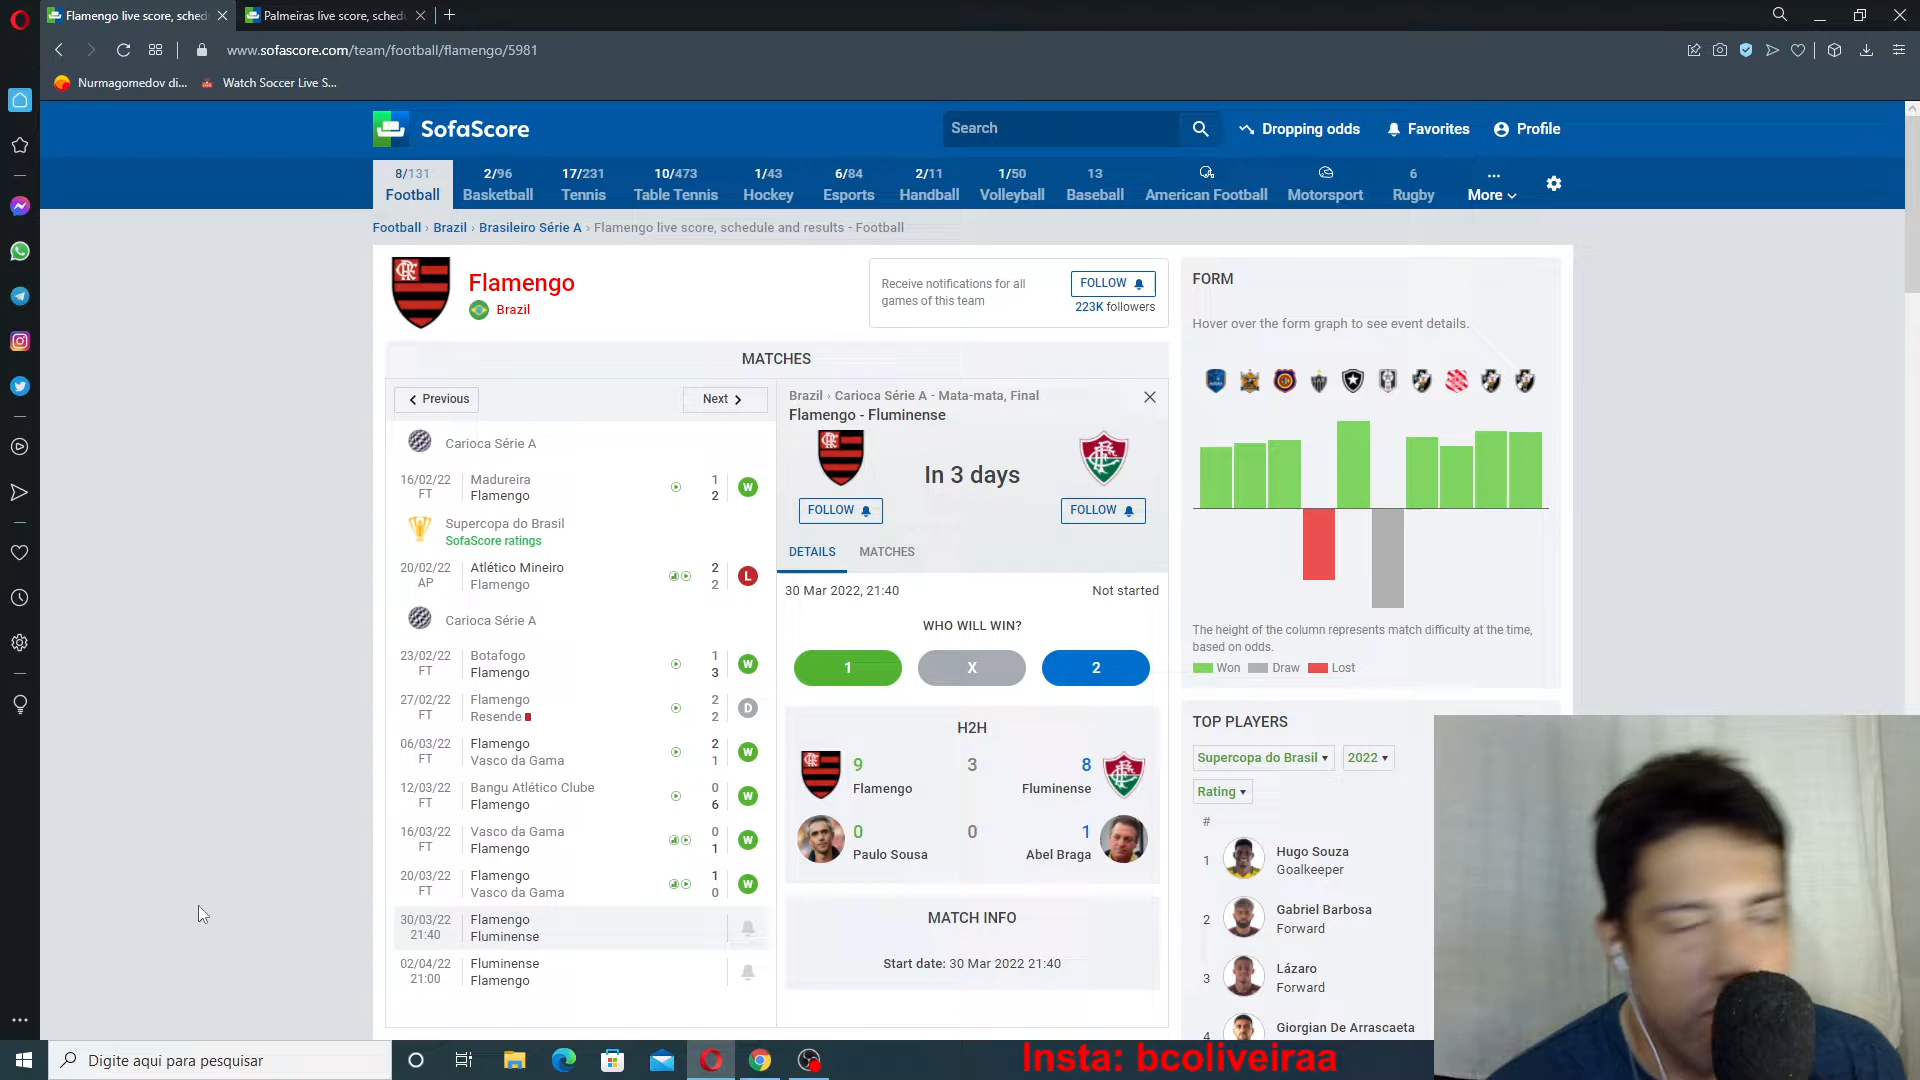 Flamengo live score, sched
Palmeiras live score, sched
www.sofascore.com/team/football/flamengo/5981
Nurmagomedov di...
Watch Soccer Live S...
SofaScore
Search
Dropping odds
Favorites
Profile
8/131
Football
2/96
Basketball
17/231
Tennis
10/473
Table Tennis
1/43
Hockey
6/84
Esports
2/11
Handball
1/50
Volleyball
13
Baseball
American Football
Motorsport
6
Rugby
More
Football › Brazil › Brasileiro Série A › Flamengo live score, schedule and results - Football
Flamengo
Brazil
Receive notifications for all
games of this team
FOLLOW
223K followers
MATCHES
Previous
Next
Carioca Série A
16/02/22
FT
Madureira
Flamengo
1
2
W
Supercopa do Brasil
SofaScore ratings
20/02/22
AP
Atlético Mineiro
Flamengo
2
2
L
Carioca Série A
23/02/22
FT
Botafogo
Flamengo
1
3
W
27/02/22
FT
Flamengo
Resende
2
2
D
06/03/22
FT
Flamengo
Vasco da Gama
2
1
W
12/03/22
FT
Bangu Atlético Clube
Flamengo
0
6
W
16/03/22
FT
Vasco da Gama
Flamengo
0
1
W
20/03/22
FT
Flamengo
Vasco da Gama
1
0
W
30/03/22
21:40
Flamengo
Fluminense
02/04/22
21:00
Fluminense
Flamengo
Brazil › Carioca Série A - Mata-mata, Final
Flamengo - Fluminense
In 3 days
FOLLOW
FOLLOW
DETAILS
MATCHES
30 Mar 2022, 21:40
Not started
WHO WILL WIN?
1
X
2
H2H
9
3
8
Flamengo
Fluminense
0
0
1
Paulo Sousa
Abel Braga
MATCH INFO
Start date: 30 Mar 2022 21:40
FORM
Hover over the form graph to see event details.
The height of the column represents match difficulty at the time,
based on odds.
Won
Draw
Lost
TOP PLAYERS
Supercopa do Brasil
2022
Rating
#
1
Hugo Souza
Goalkeeper
2
Gabriel Barbosa
Forward
3
Lázaro
Forward
4
Giorgian De Arrascaeta
Digite aqui para pesquisar
Insta: bcoliveiraa